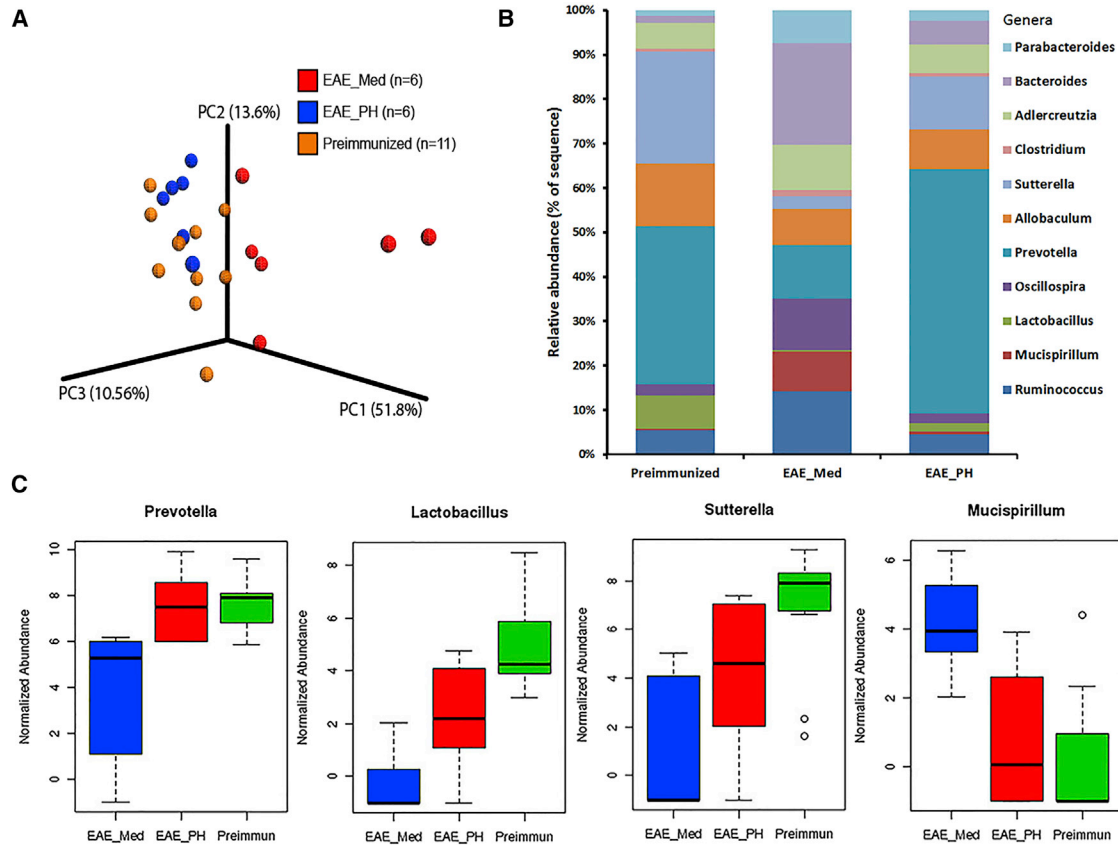 A
EAE_Med (n=6)
EAE_PH (n=6)
Preimmunized (n=11)
PC2 (13.6%)
PC3 (10.56%)
PC1 (51.8%)
B
Relative abundance (% of sequence)
100%
90%
80%
70%
60%
50%
40%
30%
20%
10%
0%
Preimmunized
EAE_Med
EAE_PH
Genera
Parabacteroides
Bacteroides
Adlercreutzia
Clostridium
Sutterella
Allobaculum
Prevotella
Oscillospira
Lactobacillus
Mucispirillum
Ruminococcus
C
Prevotella
Normalized Abundance
10
8
6
4
2
0
EAE_Med
EAE_PH
Preimmun
Lactobacillus
Normalized Abundance
8
6
4
2
0
EAE_Med
EAE_PH
Preimmun
Sutterella
Normalized Abundance
8
6
4
2
0
EAE_Med
EAE_PH
Preimmun
Mucispirillum
Normalized Abundance
6
4
2
0
EAE_Med
EAE_PH
Preimmun